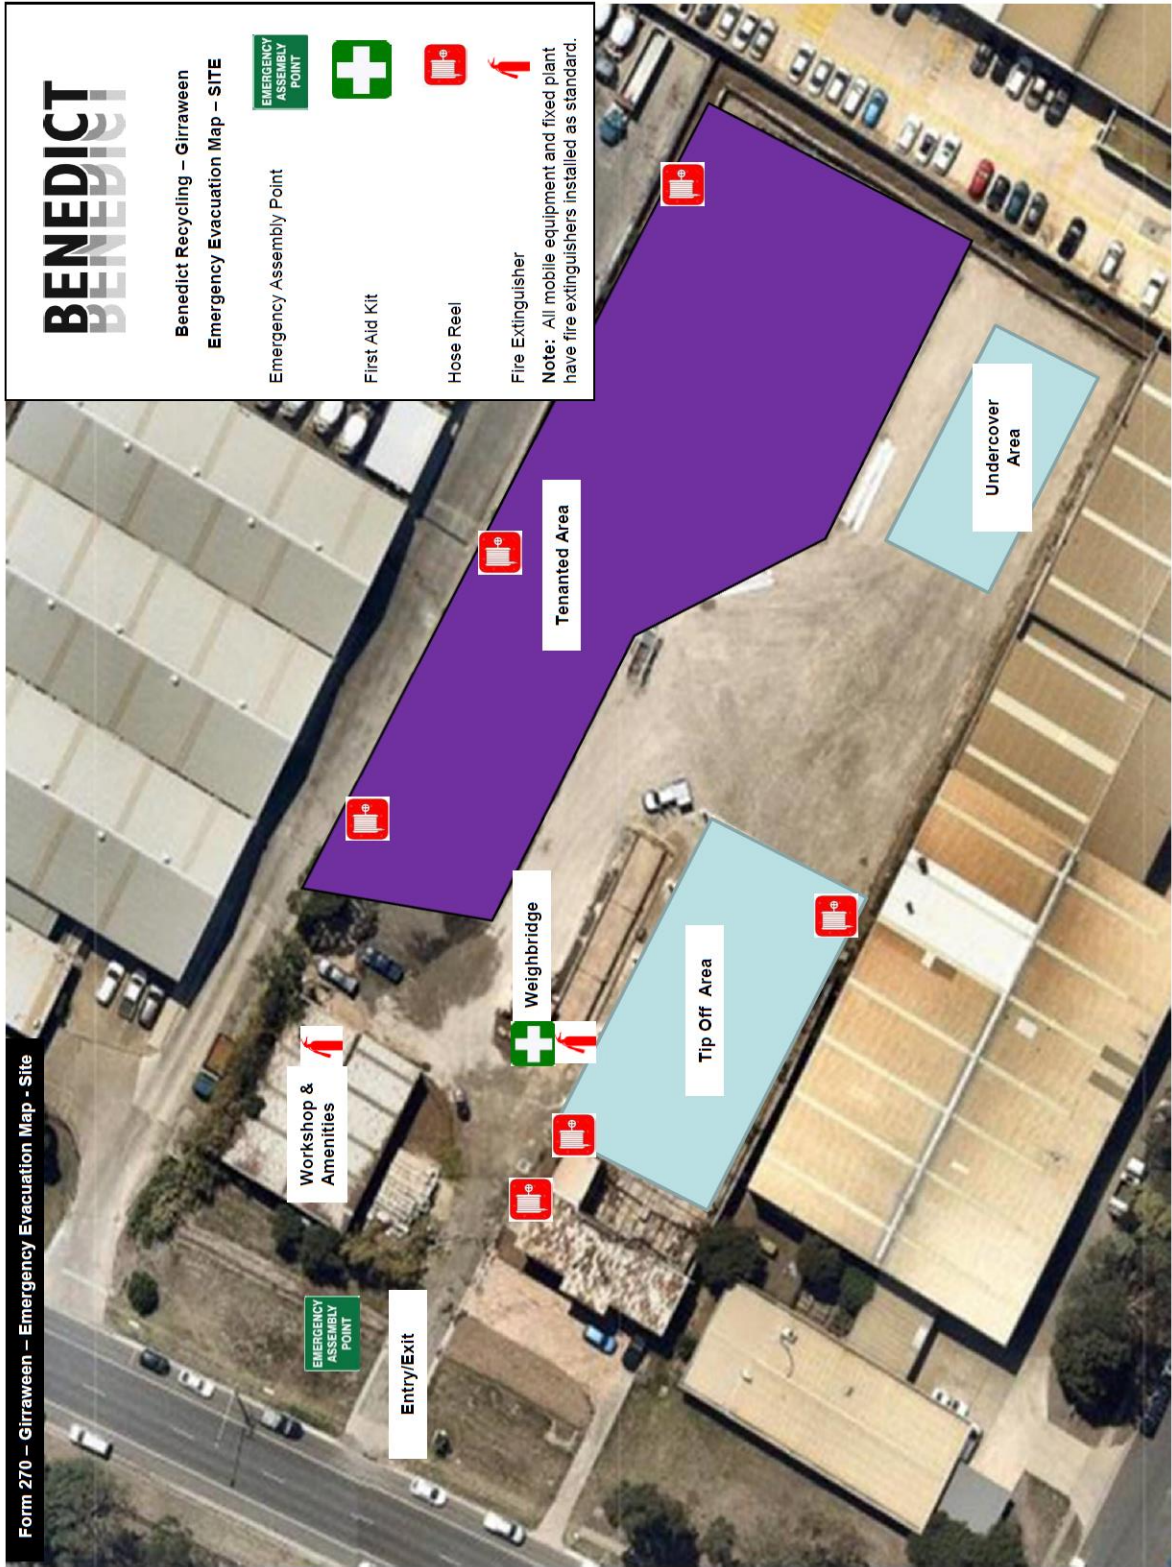 Form 270 – Girraween – Emergency Evacuation Map - Site
BENEDICT
Benedict Recycling – Girraween
Emergency Evacuation Map – SITE
Emergency Assembly Point
EMERGENCY
ASSEMBLY
POINT
First Aid Kit
Hose Reel
Fire Extinguisher
Note: All mobile equipment and fixed plant
have fire extinguishers installed as standard.
Workshop &
Amenities
EMERGENCY
ASSEMBLY
POINT
Entry/Exit
Weighbridge
Tenanted Area
Tip Off Area
Undercover
Area